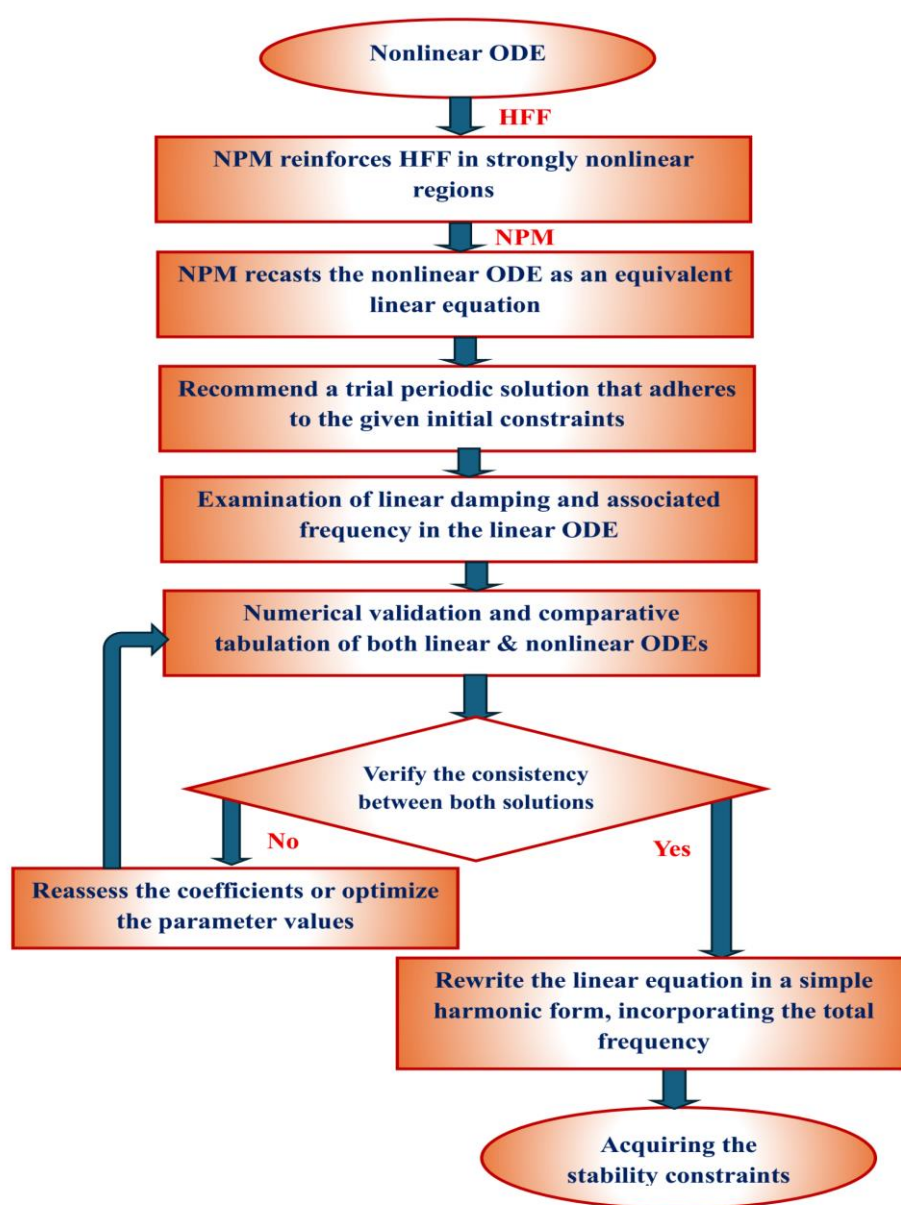 Nonlinear ODE
HFF
NPM reinforces HFF in strongly nonlinear
regions
NPM
NPM recasts the nonlinear ODE as an equivalent
linear equation
Recommend a trial periodic solution that adheres
to the given initial constraints
Examination of linear damping and associated
frequency in the linear ODE
Numerical validation and comparative
tabulation of both linear & nonlinear ODEs
Verify the consistency
between both solutions
No
Yes
Reassess the coefficients or optimize
the parameter values
Rewrite the linear equation in a simple
harmonic form, incorporating the total
frequency
Acquiring the
stability constraints